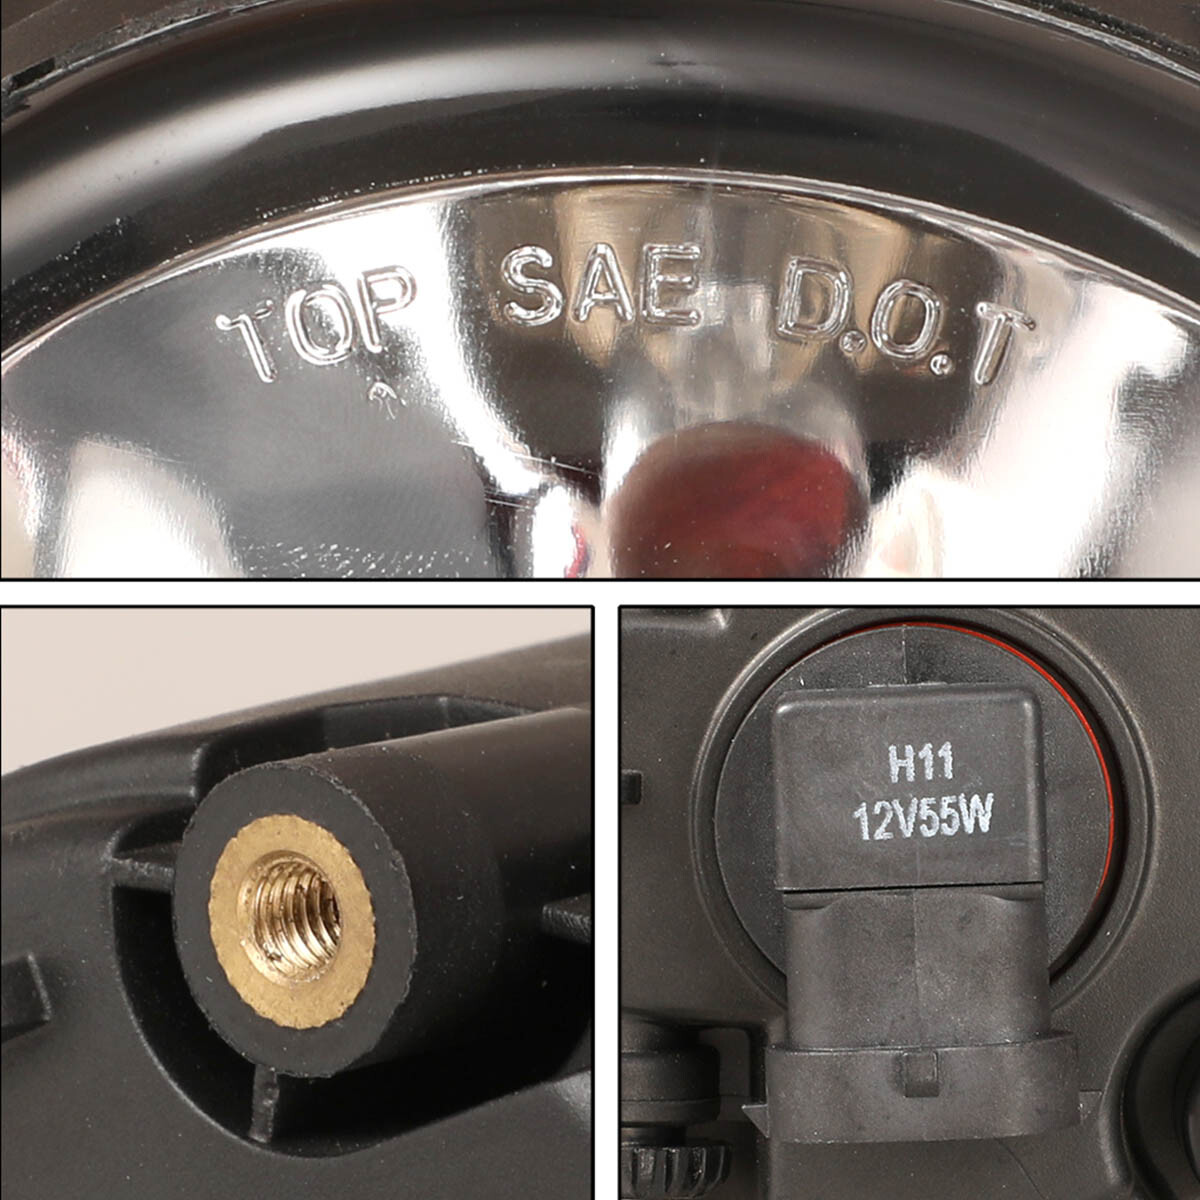 TOP SAE D.O.T
H11
12V55W